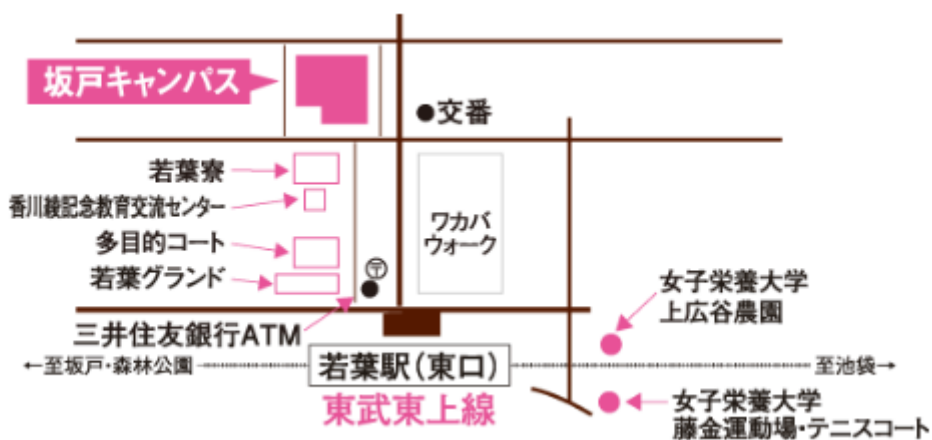 坂戸キャンパス
●交番
若葉寮
香川綾記念教育交流センター
ワカバ
ウォーク
多目的コート
若葉グランド
〒
女子栄養大学
上広谷農園
三井住友銀行ATM
←至坂戸・森林公園
若葉駅(東口)
至池袋→
東武東上線
女子栄養大学
藤金運動場・テニスコート